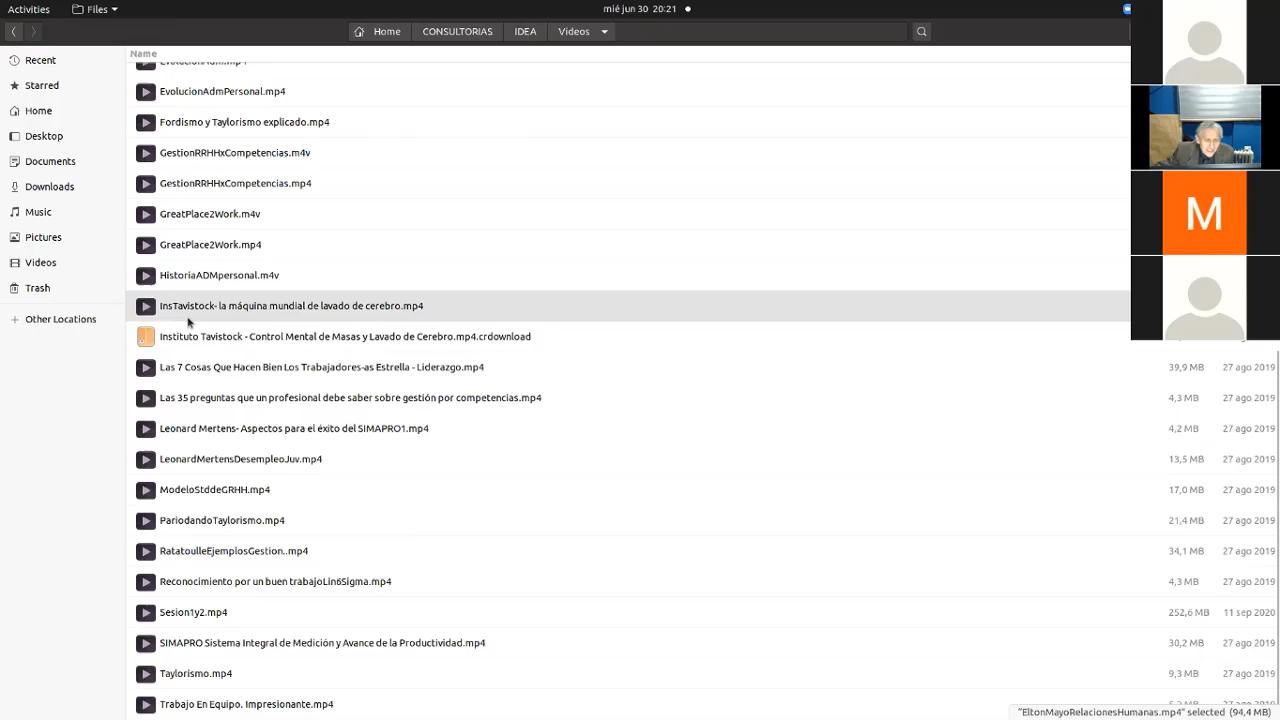 Activities Files mié jun 30 20:21
Home CONSULTORIAS IDEA Videos
Name
Recent
Starred
Home
Desktop
Documents
Downloads
Music
Pictures
Videos
Trash
Other Locations
EvolucionAdm.mp4
EvolucionAdmPersonal.mp4
Fordismo y Taylorismo explicado.mp4
GestionRRHHxCompetencias.m4v
GestionRRHHxCompetencias.mp4
GreatPlace2Work.m4v
GreatPlace2Work.mp4
HistoriaADMpersonal.m4v
InsTavistock- la máquina mundial de lavado de cerebro.mp4
Instituto Tavistock - Control Mental de Masas y Lavado de Cerebro.mp4.crdownload
Las 7 Cosas Que Hacen Bien Los Trabajadores-as Estrella - Liderazgo.mp4 39,9 MB 27 ago 2019
Las 35 preguntas que un profesional debe saber sobre gestión por competencias.mp4 4,3 MB 27 ago 2019
Leonard Mertens- Aspectos para el éxito del SIMAPRO1.mp4 4,2 MB 27 ago 2019
LeonardMertensDesempleoJuv.mp4 13,5 MB 27 ago 2019
ModeloStddeGRHH.mp4 17,0 MB 27 ago 2019
PariodandoTaylorismo.mp4 21,4 MB 27 ago 2019
RatatoulleEjemplosGestion..mp4 34,1 MB 27 ago 2019
Reconocimiento por un buen trabajoLin6Sigma.mp4 4,3 MB 27 ago 2019
Sesion1y2.mp4 252,6 MB 11 sep 2020
SIMAPRO Sistema Integral de Medición y Avance de la Productividad.mp4 30,2 MB 27 ago 2019
Taylorismo.mp4 9,3 MB 27 ago 2019
Trabajo En Equipo. Impresionante.mp4
"EltonMayoRelacionesHumanas.mp4" selected (94,4 MB)
M